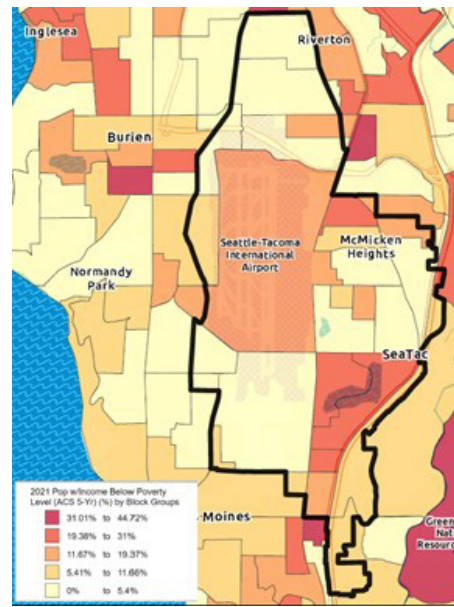 Inglesea
Riverton
Burien
Seattle-Tacoma
International
Airport
McMicken
Heights
Normandy
Park
SeaTac
Moines
Green
Nat
Resource
2021 Pop w/Income Below Poverty
Level (ACS 5-Yr) (%) by Block Groups
31.01% to 44.72%
19.38% to 31%
11.67% to 19.37%
5.41% to 11.66%
0% to 5.4%